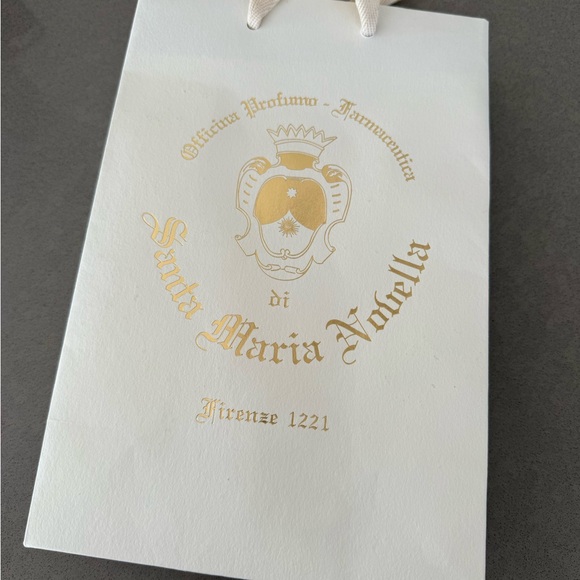 Officina Profumo - Farmaceutica
di
Santa Maria Novella
Firenze 1221